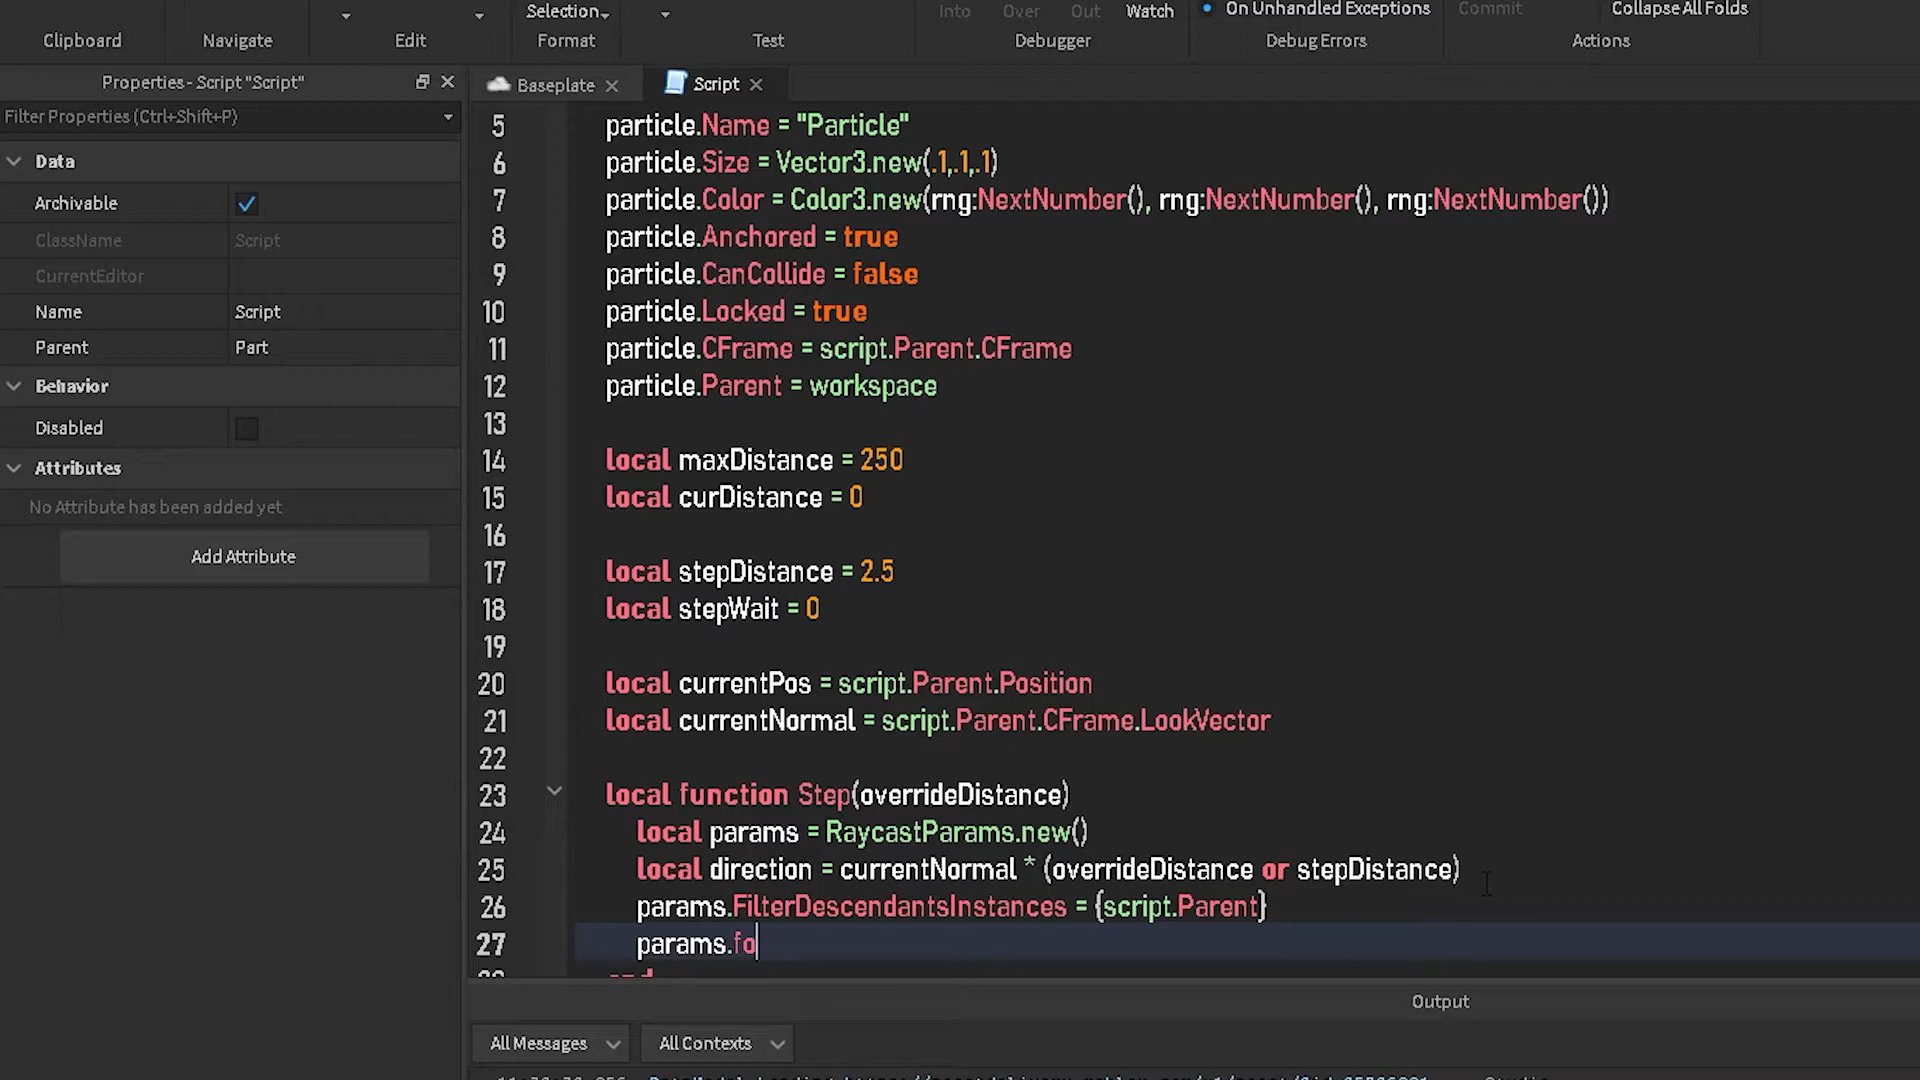 Selection
Into Over Out Watch
On Unhandled Exceptions
Commit
Collapse All Folds
Clipboard
Navigate
Edit
Format
Test
Debugger
Debug Errors
Actions
Properties - Script "Script"
Filter Properties (Ctrl+Shift+P)
Data
Archivable
ClassName Script
CurrentEditor
Name Script
Parent Part
Behavior
Disabled
Attributes
No Attribute has been added yet
Add Attribute
Baseplate
Script
5 particle.Name = "Particle"
6 particle.Size = Vector3.new(.1,.1,.1)
7 particle.Color = Color3.new(rng:NextNumber(), rng:NextNumber(), rng:NextNumber())
8 particle.Anchored = true
9 particle.CanCollide = false
10 particle.Locked = true
11 particle.CFrame = script.Parent.CFrame
12 particle.Parent = workspace
13
14 local maxDistance = 250
15 local curDistance = 0
16
17 local stepDistance = 2.5
18 local stepWait = 0
19
20 local currentPos = script.Parent.Position
21 local currentNormal = script.Parent.CFrame.LookVector
22
23 local function Step(overrideDistance)
24 local params = RaycastParams.new()
25 local direction = currentNormal * (overrideDistance or stepDistance)
26 params.FilterDescendantsInstances = {script.Parent}
27 params.fo
28 end
Output
All Messages
All Contexts